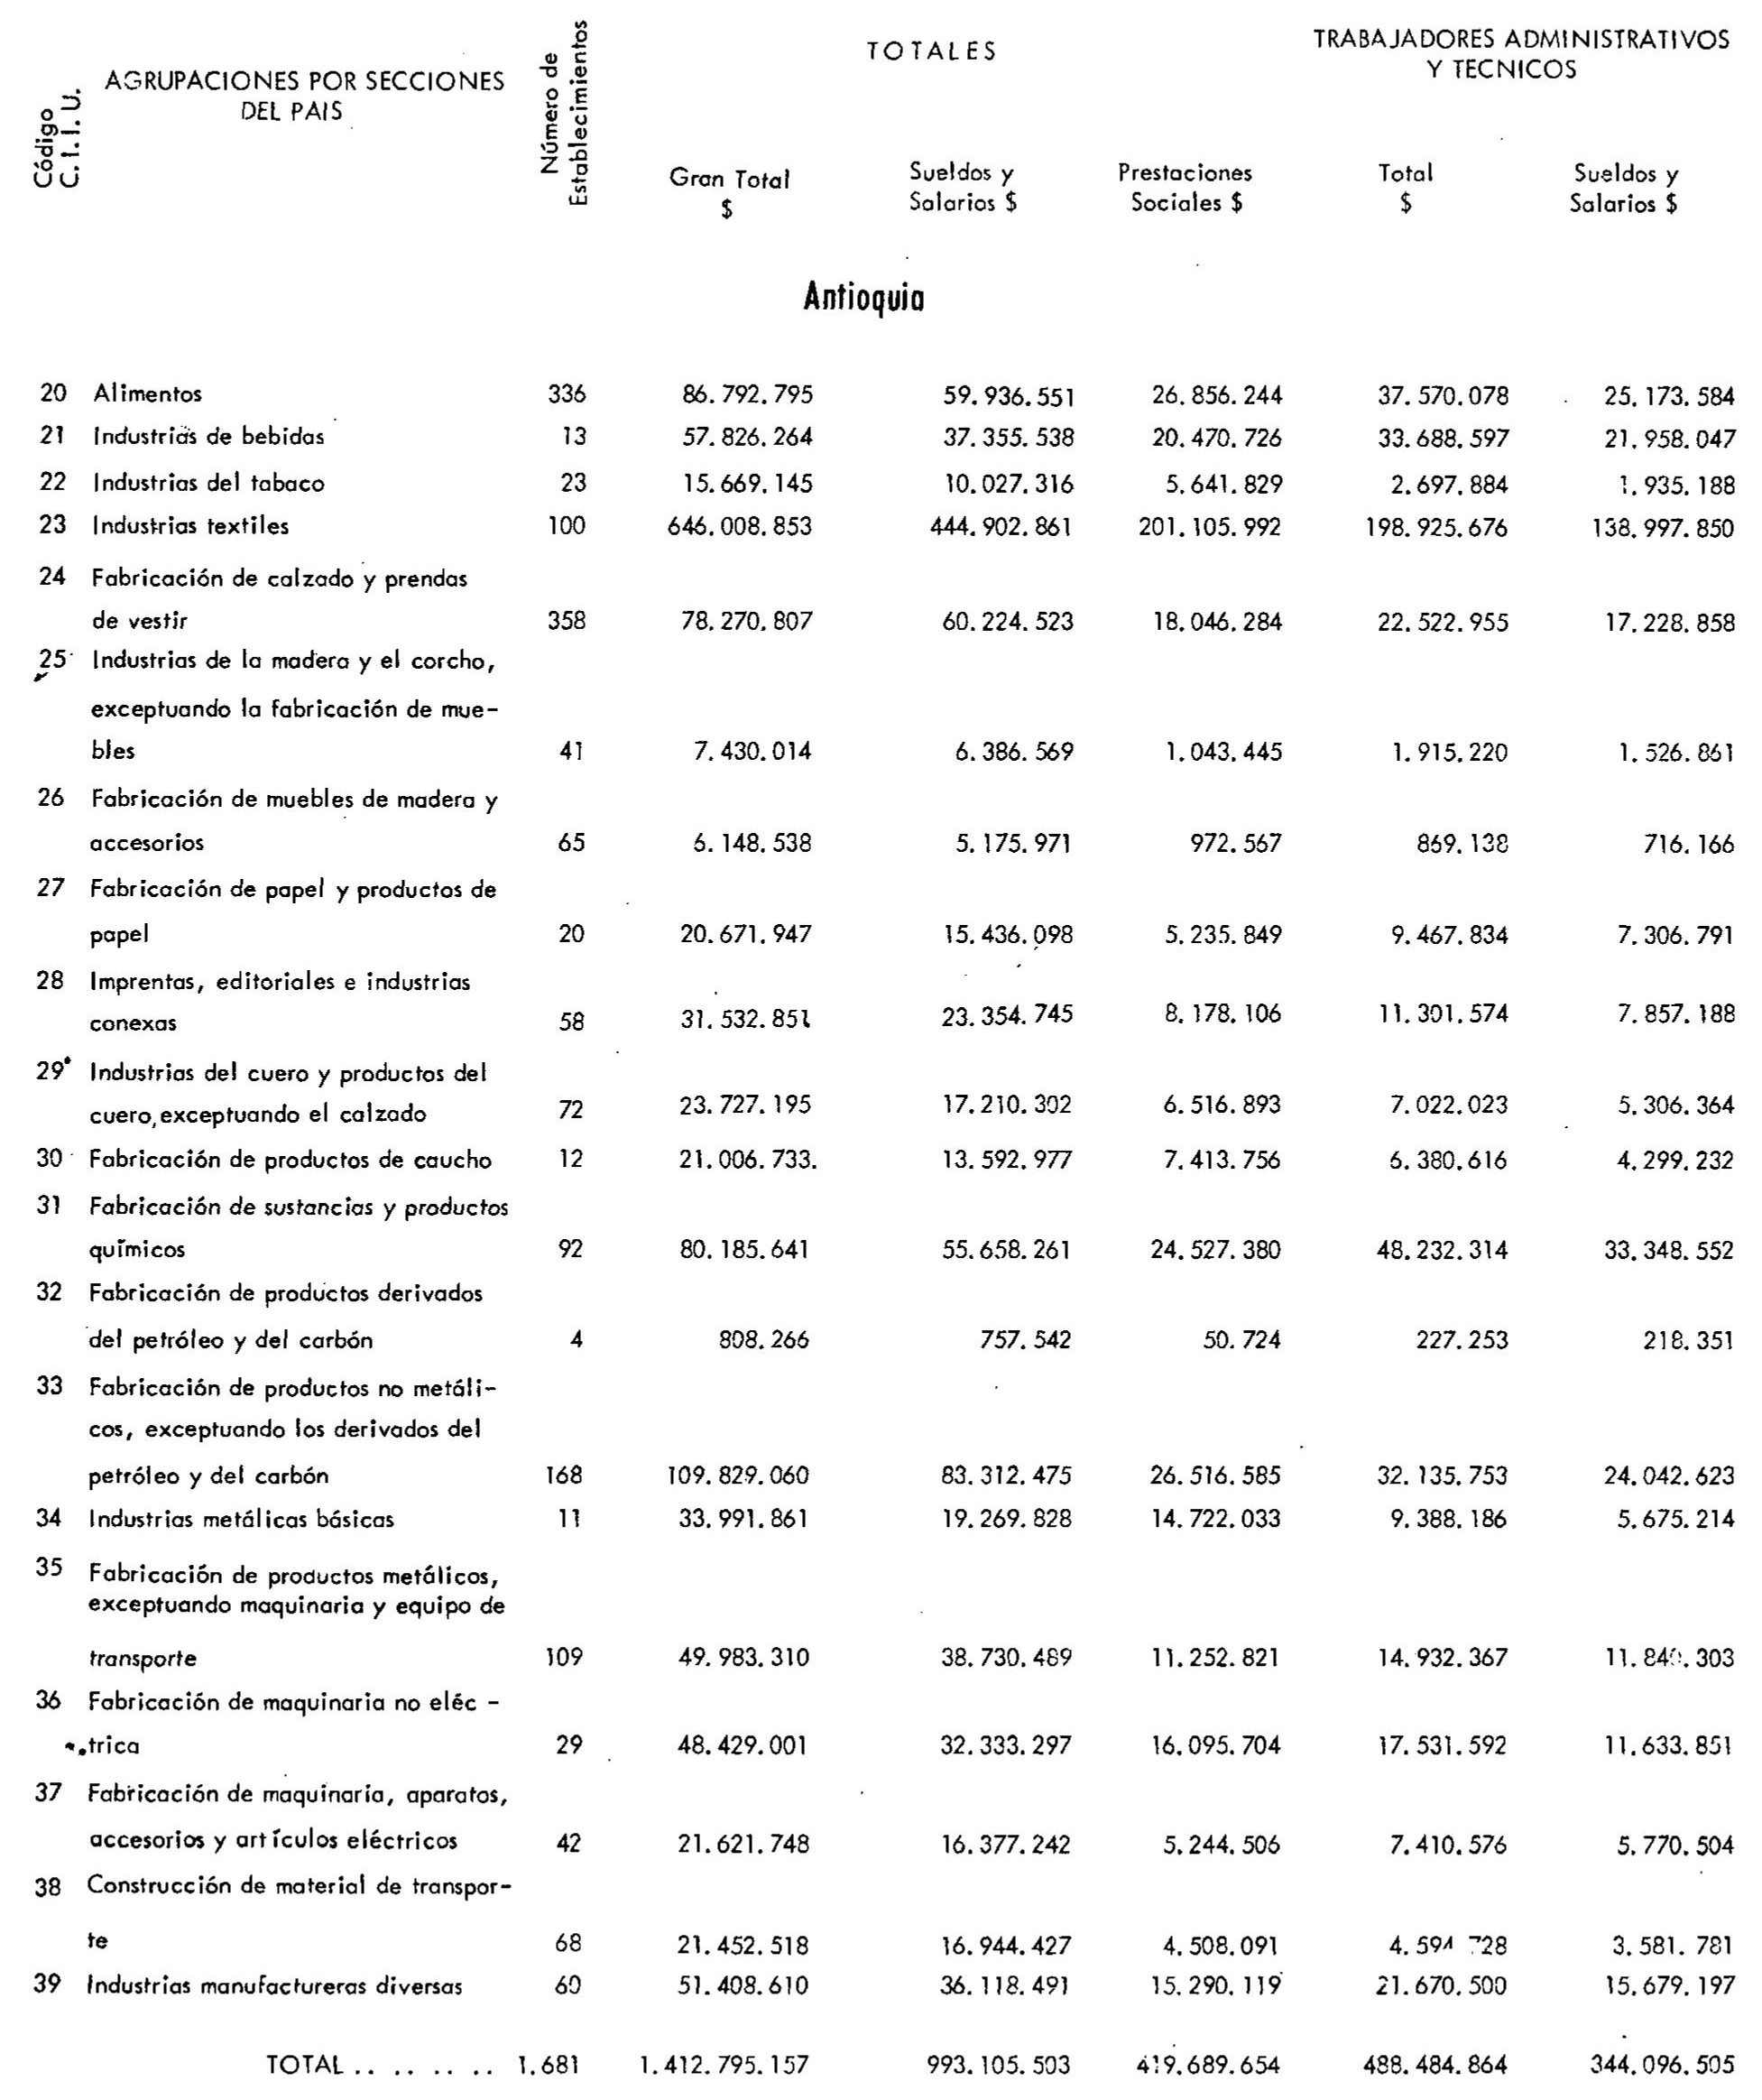 Código
C. I. I. U.
AGRUPACIONES POR SECCIONES
DEL PAIS
Número de
Establecimientos
TOTALES
TRABAJADORES ADMINISTRATIVOS
Y TECNICOS
Gran Total
$
Sueldos y
Salarios $
Prestaciones
Sociales $
Total
$
Sueldos y
Salarios $
Antioquia
20 Alimentos 336 86.792.795 59.936.551 26.856.244 37.570.078 25.173.584
21 Industrias de bebidas 13 57.826.264 37.355.538 20.470.726 33.688.597 21.958.047
22 Industrias del tabaco 23 15.669.145 10.027.316 5.641.829 2.697.884 1.935.188
23 Industrias textiles 100 646.008.853 444.902.861 201.105.992 198.925.676 138.997.850
24 Fabricación de calzado y prendas
de vestir 358 78.270.807 60.224.523 18.046.284 22.522.955 17.228.858
25 Industrias de la madera y el corcho,
exceptuando la fabricación de mue-
bles 41 7.430.014 6.386.569 1.043.445 1.915.220 1.526.861
26 Fabricación de muebles de madera y
accesorios 65 6.148.538 5.175.971 972.567 869.138 716.166
27 Fabricación de papel y productos de
papel 20 20.671.947 15.436.098 5.235.849 9.467.834 7.306.791
28 Imprentas, editoriales e industrias
conexas 58 31.532.851 23.354.745 8.178.106 11.301.574 7.857.188
29 Industrias del cuero y productos del
cuero, exceptuando el calzado 72 23.727.195 17.210.302 6.516.893 7.022.023 5.306.364
30 Fabricación de productos de caucho 12 21.006.733. 13.592.977 7.413.756 6.380.616 4.299.232
31 Fabricación de sustancias y productos
químicos 92 80.185.641 55.658.261 24.527.380 48.232.314 33.348.552
32 Fabricación de productos derivados
del petróleo y del carbón 4 808.266 757.542 50.724 227.253 218.351
33 Fabricación de productos no metáli-
cos, exceptuando los derivados del
petróleo y del carbón 168 109.829.060 83.312.475 26.516.585 32.135.753 24.042.623
34 Industrias metálicas básicas 11 33.991.861 19.269.828 14.722.033 9.388.186 5.675.214
35 Fabricación de productos metálicos,
exceptuando maquinaria y equipo de
transporte 109 49.983.310 38.730.489 11.252.821 14.932.367 11.840.303
36 Fabricación de maquinaria no eléc -
trica 29 48.429.001 32.333.297 16.095.704 17.531.592 11.633.851
37 Fabricación de maquinaria, aparatos,
accesorios y artículos eléctricos 42 21.621.748 16.377.242 5.244.506 7.410.576 5.770.504
38 Construcción de material de transpor-
te 68 21.452.518 16.944.427 4.508.091 4.594.728 3.581.781
39 Industrias manufactureras diversas 60 51.408.610 36.118.491 15.290.119 21.670.500 15.679.197
TOTAL .. .. .. .. 1.681 1.412.795.157 993.105.503 419.689.654 488.484.864 344.096.505